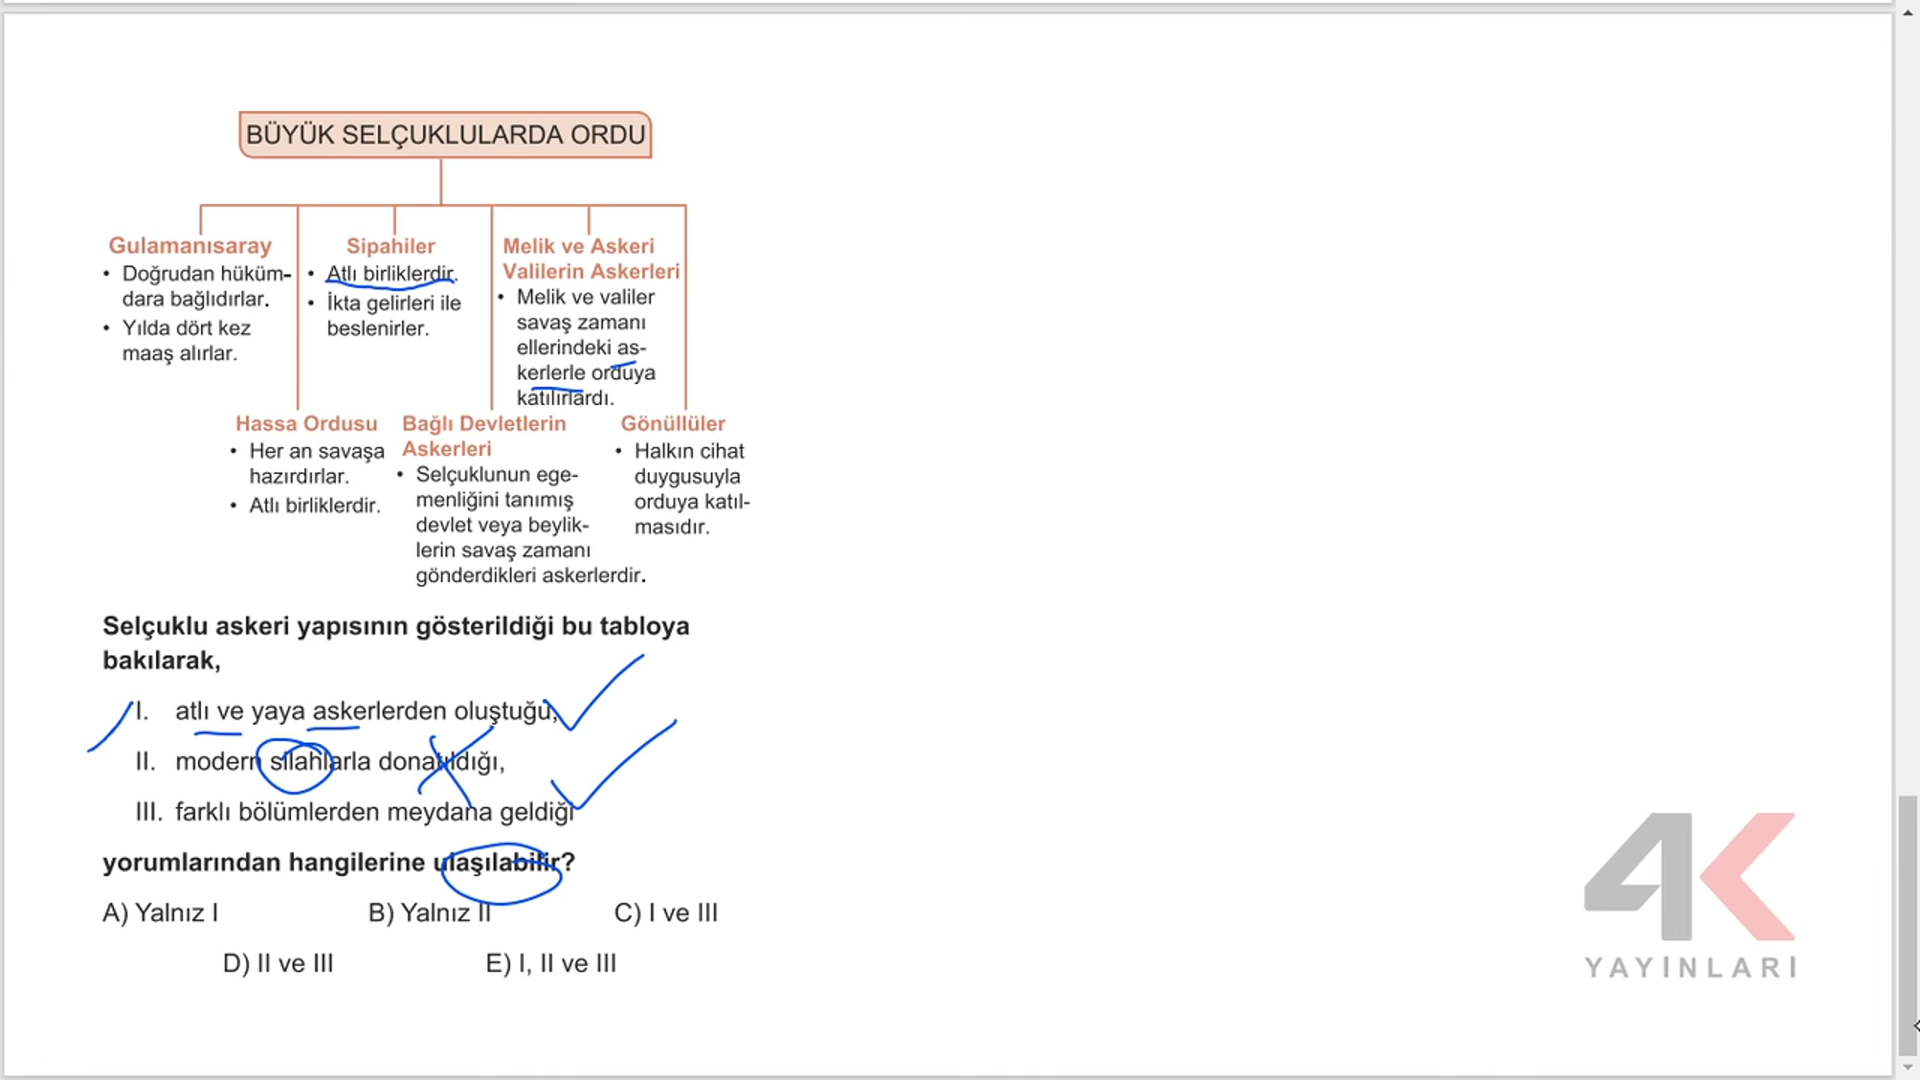 BÜYÜK SELÇUKLULARDA ORDU
Gulamanısaray
• Doğrudan hüküm-
dara bağlıdırlar.
• Yılda dört kez
maaş alırlar.
Sipahiler
• Atlı birliklerdir.
• İkta gelirleri ile
beslenirler.
Melik ve Askeri
Valilerin Askerleri
• Melik ve valiler
savaş zamanı
ellerindeki as-
kerlerle orduya
katılırlardı.
Hassa Ordusu
• Her an savaşa
hazırdırlar.
• Atlı birliklerdir.
Bağlı Devletlerin
Askerleri
• Selçuklunun ege-
menliğini tanımış
devlet veya beylik-
lerin savaş zamanı
gönderdikleri askerlerdir.
Gönüllüler
• Halkın cihat
duygusuyla
orduya katıl-
masıdır.
Selçuklu askeri yapısının gösterildiği bu tabloya
bakılarak,
I. atlı ve yaya askerlerden oluştuğu,
II. modern silahlarla donatıldığı,
III. farklı bölümlerden meydana geldiği
yorumlarından hangilerine ulaşılabilir?
A) Yalnız I B) Yalnız II C) I ve III
D) II ve III E) I, II ve III
4K
YAYINLARI